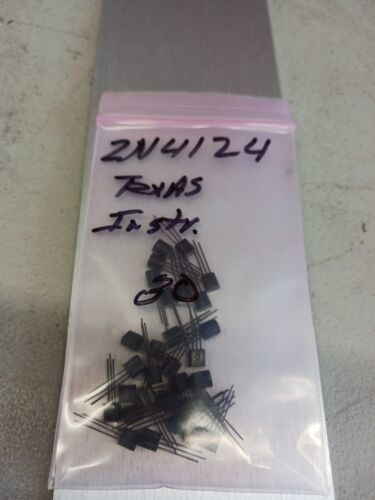 2N4124
Texas
Instr.
30